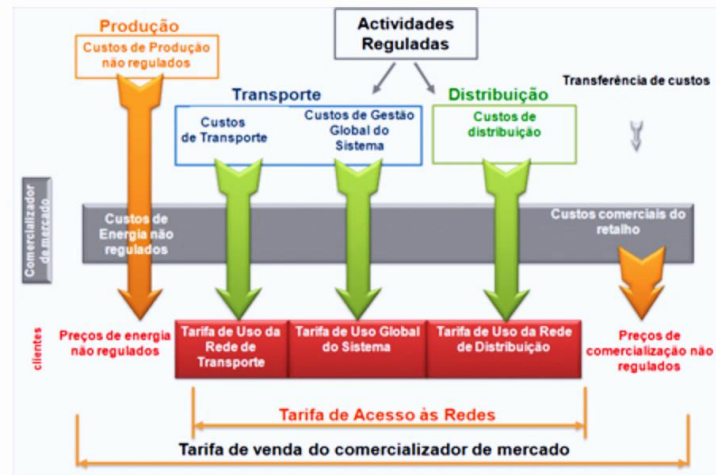 Produção
Custos de Produção
não regulados
Actividades
Reguladas
Transferência de custos
Transporte
Custos
de Transporte
Custos de Gestão
Global do
Sistema
Distribuição
Custos de
distribuição
Comercializador
de mercado
Custos de
Energia não
regulados
Custos comerciais do
retalho
clientes
Preços de energia
não regulados
Tarifa de Uso da
Rede de
Transporte
Tarifa de Uso Global
do Sistema
Tarifa de Uso da Rede
de Distribuição
Preços de
comercialização não
regulados
Tarifa de Acesso às Redes
Tarifa de venda do comercializador de mercado